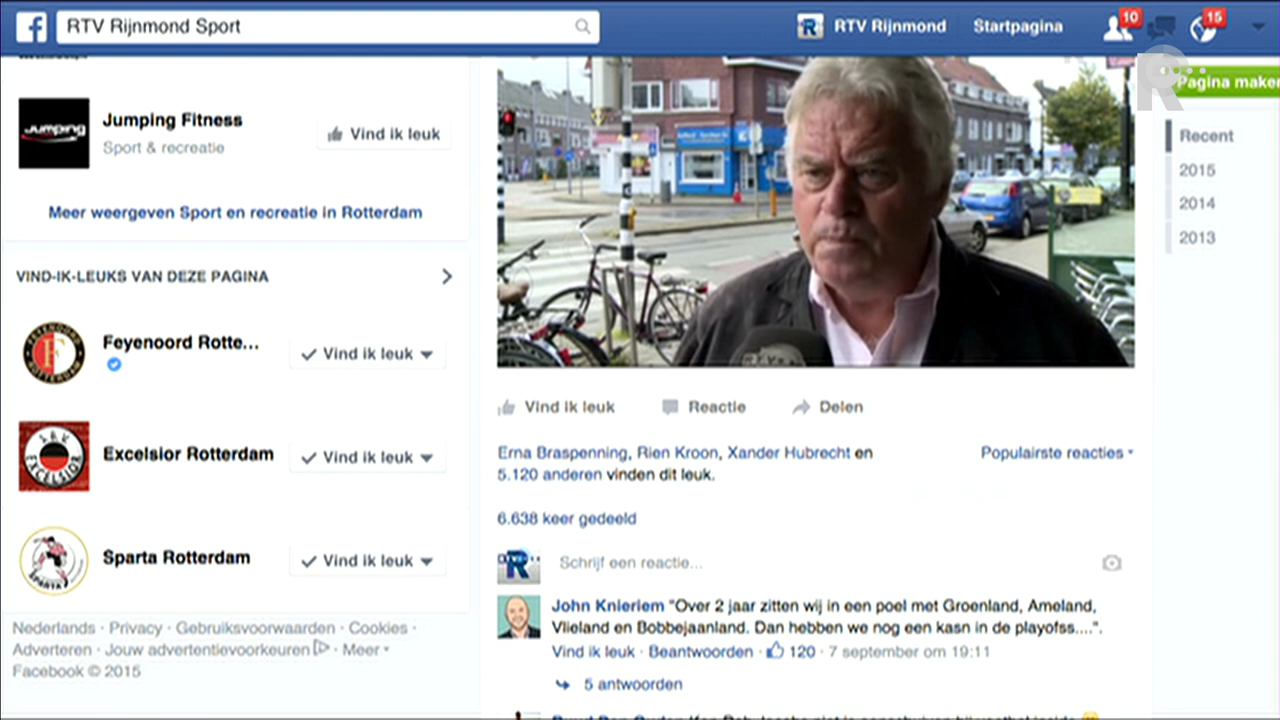 RTV Rijnmond Sport
RTV Rijnmond
Startpagina
10
15
Pagina maken
Jumping
Jumping Fitness
Sport & recreatie
Vind ik leuk
Meer weergeven Sport en recreatie in Rotterdam
VIND-IK-LEUKS VAN DEZE PAGINA
FEYENOORD
ROTTERDAM
Feyenoord Rotte...
Vind ik leuk
S.B.V.
EXCELSIOR
Excelsior Rotterdam
Vind ik leuk
SPARTA
Sparta Rotterdam
Vind ik leuk
Nederlands · Privacy · Gebruiksvoorwaarden · Cookies ·
Adverteren · Jouw advertentievoorkeuren · Meer
Facebook © 2015
Vind ik leuk
Reactie
Delen
Erna Braspenning, Rien Kroon, Xander Hubrecht en
5.120 anderen vinden dit leuk.
Populairste reacties
6.638 keer gedeeld
Schrijf een reactie...
John Knieriem "Over 2 jaar zitten wij in een poel met Groenland, Ameland,
Vlieland en Bobbejaanland. Dan hebben we nog een kasn in de playofss....".
Vind ik leuk · Beantwoorden · 120 · 7 september om 19:11
5 antwoorden
Recent
2015
2014
2013